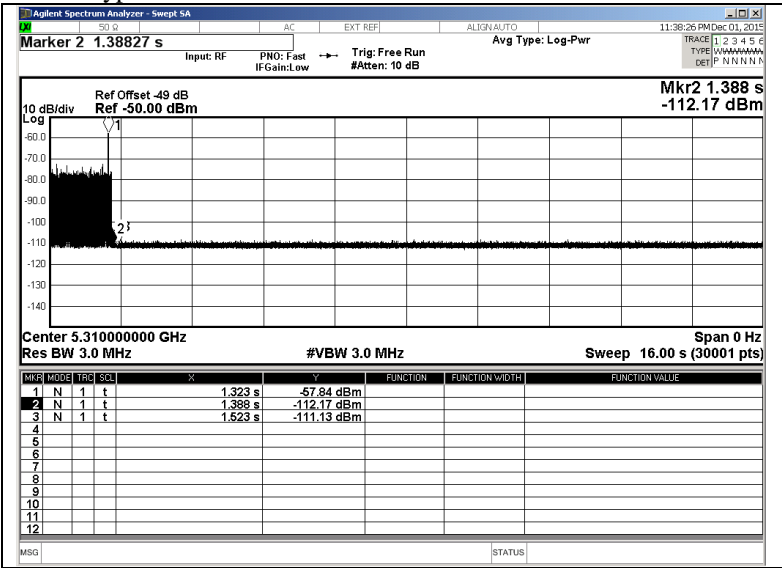 Agilent Spectrum Analyzer - Swept SA
LXI 50 Ω AC EXT REF ALIGN AUTO 11:38:26 PM Dec 01, 2015
Marker 2 1.38827 s
Input: RF PNO: Fast Trig: Free Run Avg Type: Log-Pwr TRACE 1 2 3 4 5 6
IFGain:Low #Atten: 10 dB TYPE
DET P N N N N N
Mkr2 1.388 s
Ref Offset -49 dB
10 dB/div Ref -50.00 dBm -112.17 dBm
Log
1
-60.0
-70.0
-80.0
-90.0
-100
2 3
-110
-120
-130
-140
Center 5.310000000 GHz Span 0 Hz
Res BW 3.0 MHz #VBW 3.0 MHz Sweep 16.00 s (30001 pts)
MKR MODE TRC SCL X Y FUNCTION FUNCTION WIDTH FUNCTION VALUE
1 N 1 t 1.323 s -57.84 dBm
2 N 1 t 1.388 s -112.17 dBm
3 N 1 t 1.523 s -111.13 dBm
4
5
6
7
8
9
10
11
12
MSG STATUS